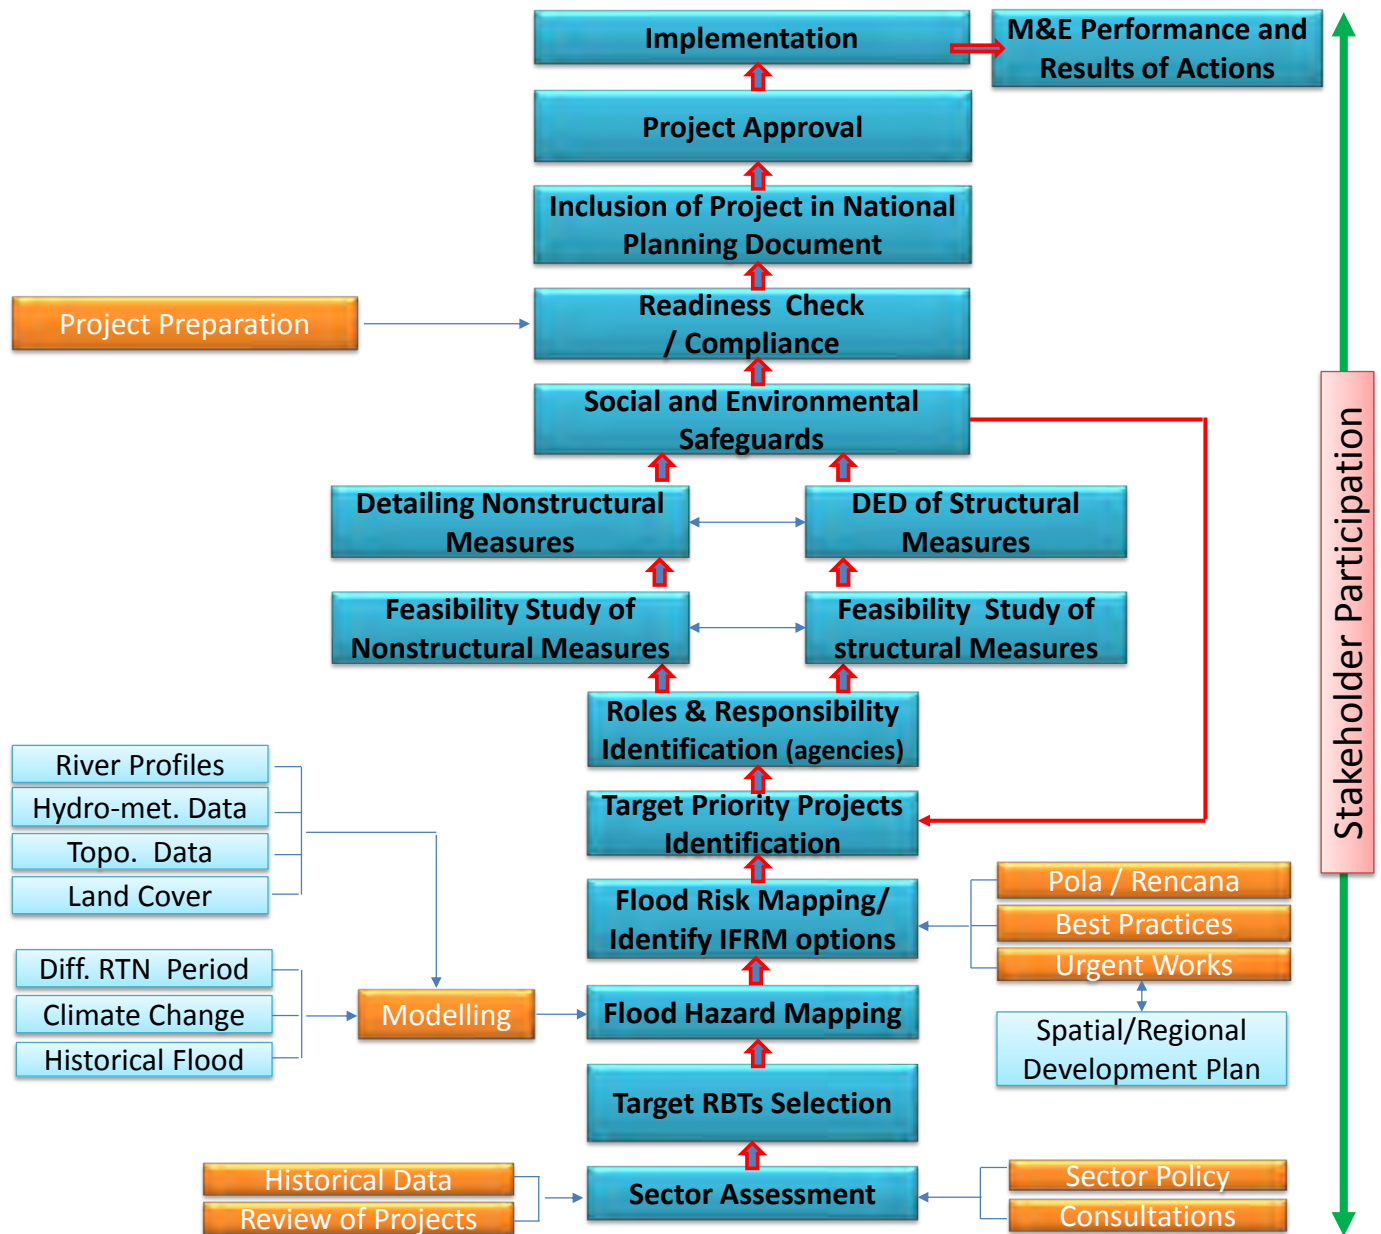 Implementation
M&E Performance and
Results of Actions
Project Approval
Inclusion of Project in National
Planning Document
Project Preparation
Readiness Check
/ Compliance
Social and Environmental
Safeguards
Detailing Nonstructural
Measures
DED of Structural
Measures
Feasibility Study of
Nonstructural Measures
Feasibility Study of
structural Measures
Roles & Responsibility
Identification (agencies)
River Profiles
Hydro-met. Data
Topo. Data
Land Cover
Target Priority Projects
Identification
Flood Risk Mapping/
Identify IFRM options
Pola / Rencana
Best Practices
Urgent Works
Diff. RTN Period
Climate Change
Historical Flood
Modelling
Flood Hazard Mapping
Spatial/Regional
Development Plan
Target RBTs Selection
Historical Data
Review of Projects
Sector Assessment
Sector Policy
Consultations
Stakeholder Participation